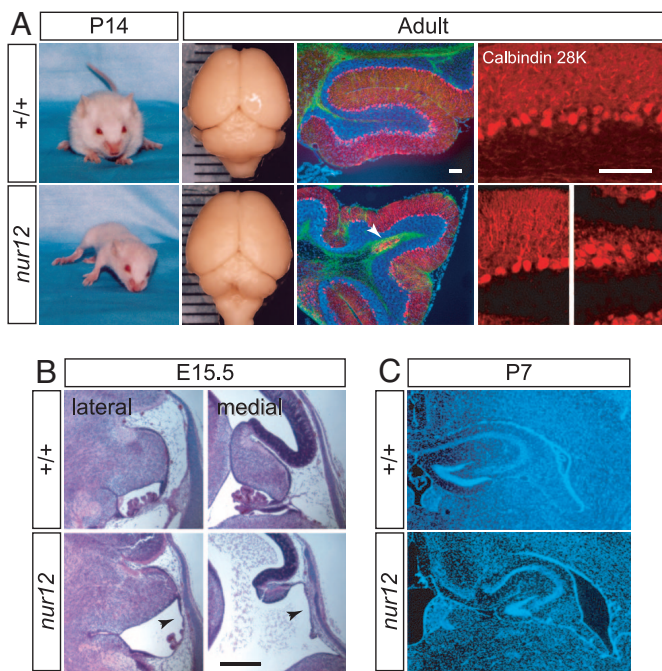 A
P14
Adult
+/+
Calbindin 28K
nur12
B
E15.5
lateral
medial
+/+
nur12
C
P7
+/+
nur12